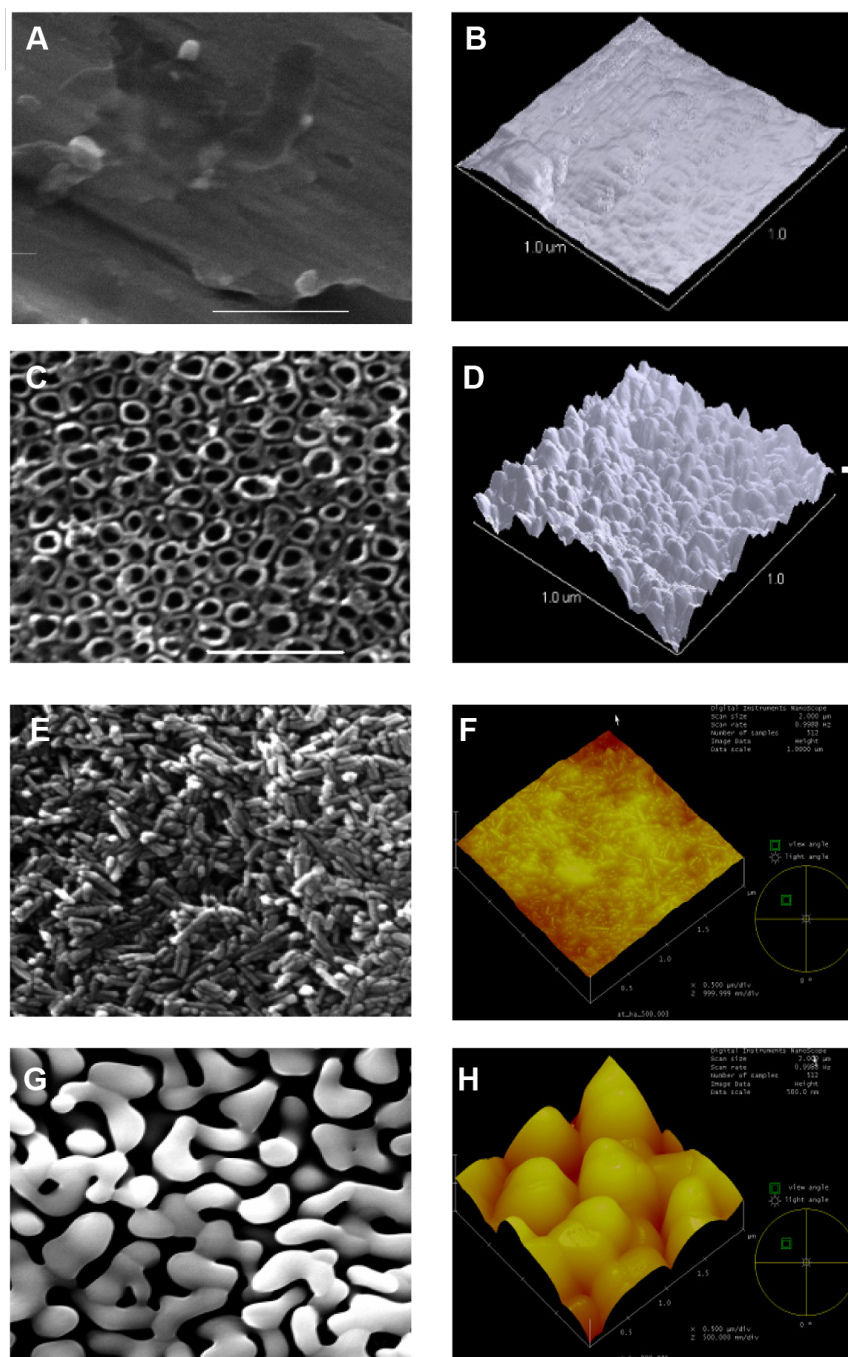 A
B
1.0 um
1.0
C
D
1.0 um
1.0
E
F
Digital Instruments NanoScope
Scan size 2.000 µm
Scan rate 0.9988 Hz
Number of samples 512
Image Data Height
Data scale 1.0000 um
view angle
light angle
µm
1.5
1.0
0.5
X 0.500 µm/div
Z 999.999 nm/div
0 °
at_ha_500.003
G
H
Digital Instruments NanoScope
Scan size 2.000 µm
Scan rate 0.9988 Hz
Number of samples 512
Image Data Height
Data scale 500.0 nm
view angle
light angle
µm
1.5
1.0
0.5
X 0.500 µm/div
Z 500.000 nm/div
0 °